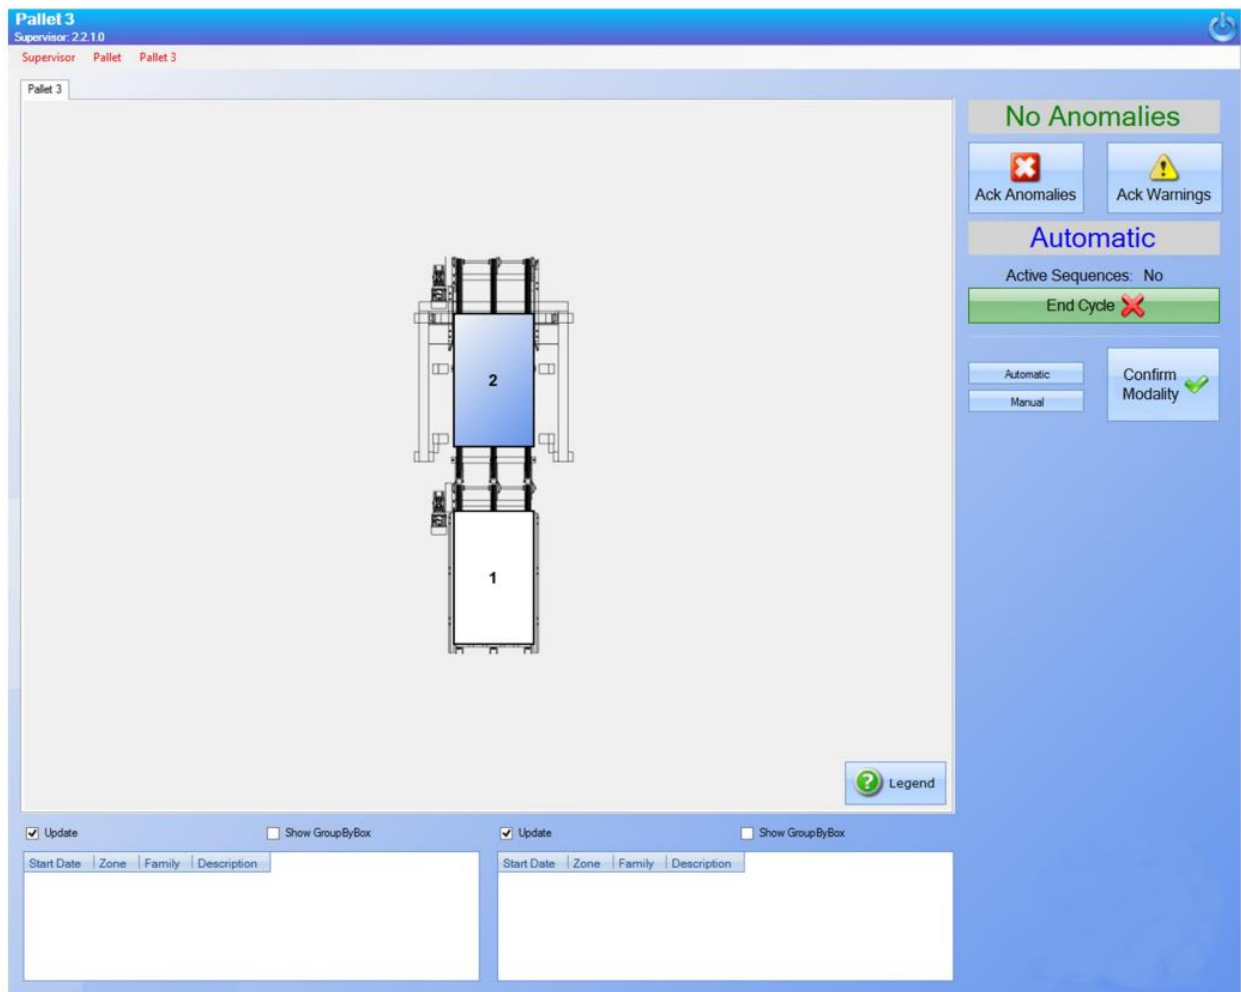 Pallet 3
Supervisor: 2.2.1.0
Supervisor Pallet Pallet 3
Pallet 3
No Anomalies
Ack Anomalies
Ack Warnings
Automatic
Active Sequences: No
End Cycle
Automatic
Manual
Confirm
Modality
2
1
Legend
Update Show GroupByBox Update Show GroupByBox
Start Date Zone Family Description Start Date Zone Family Description